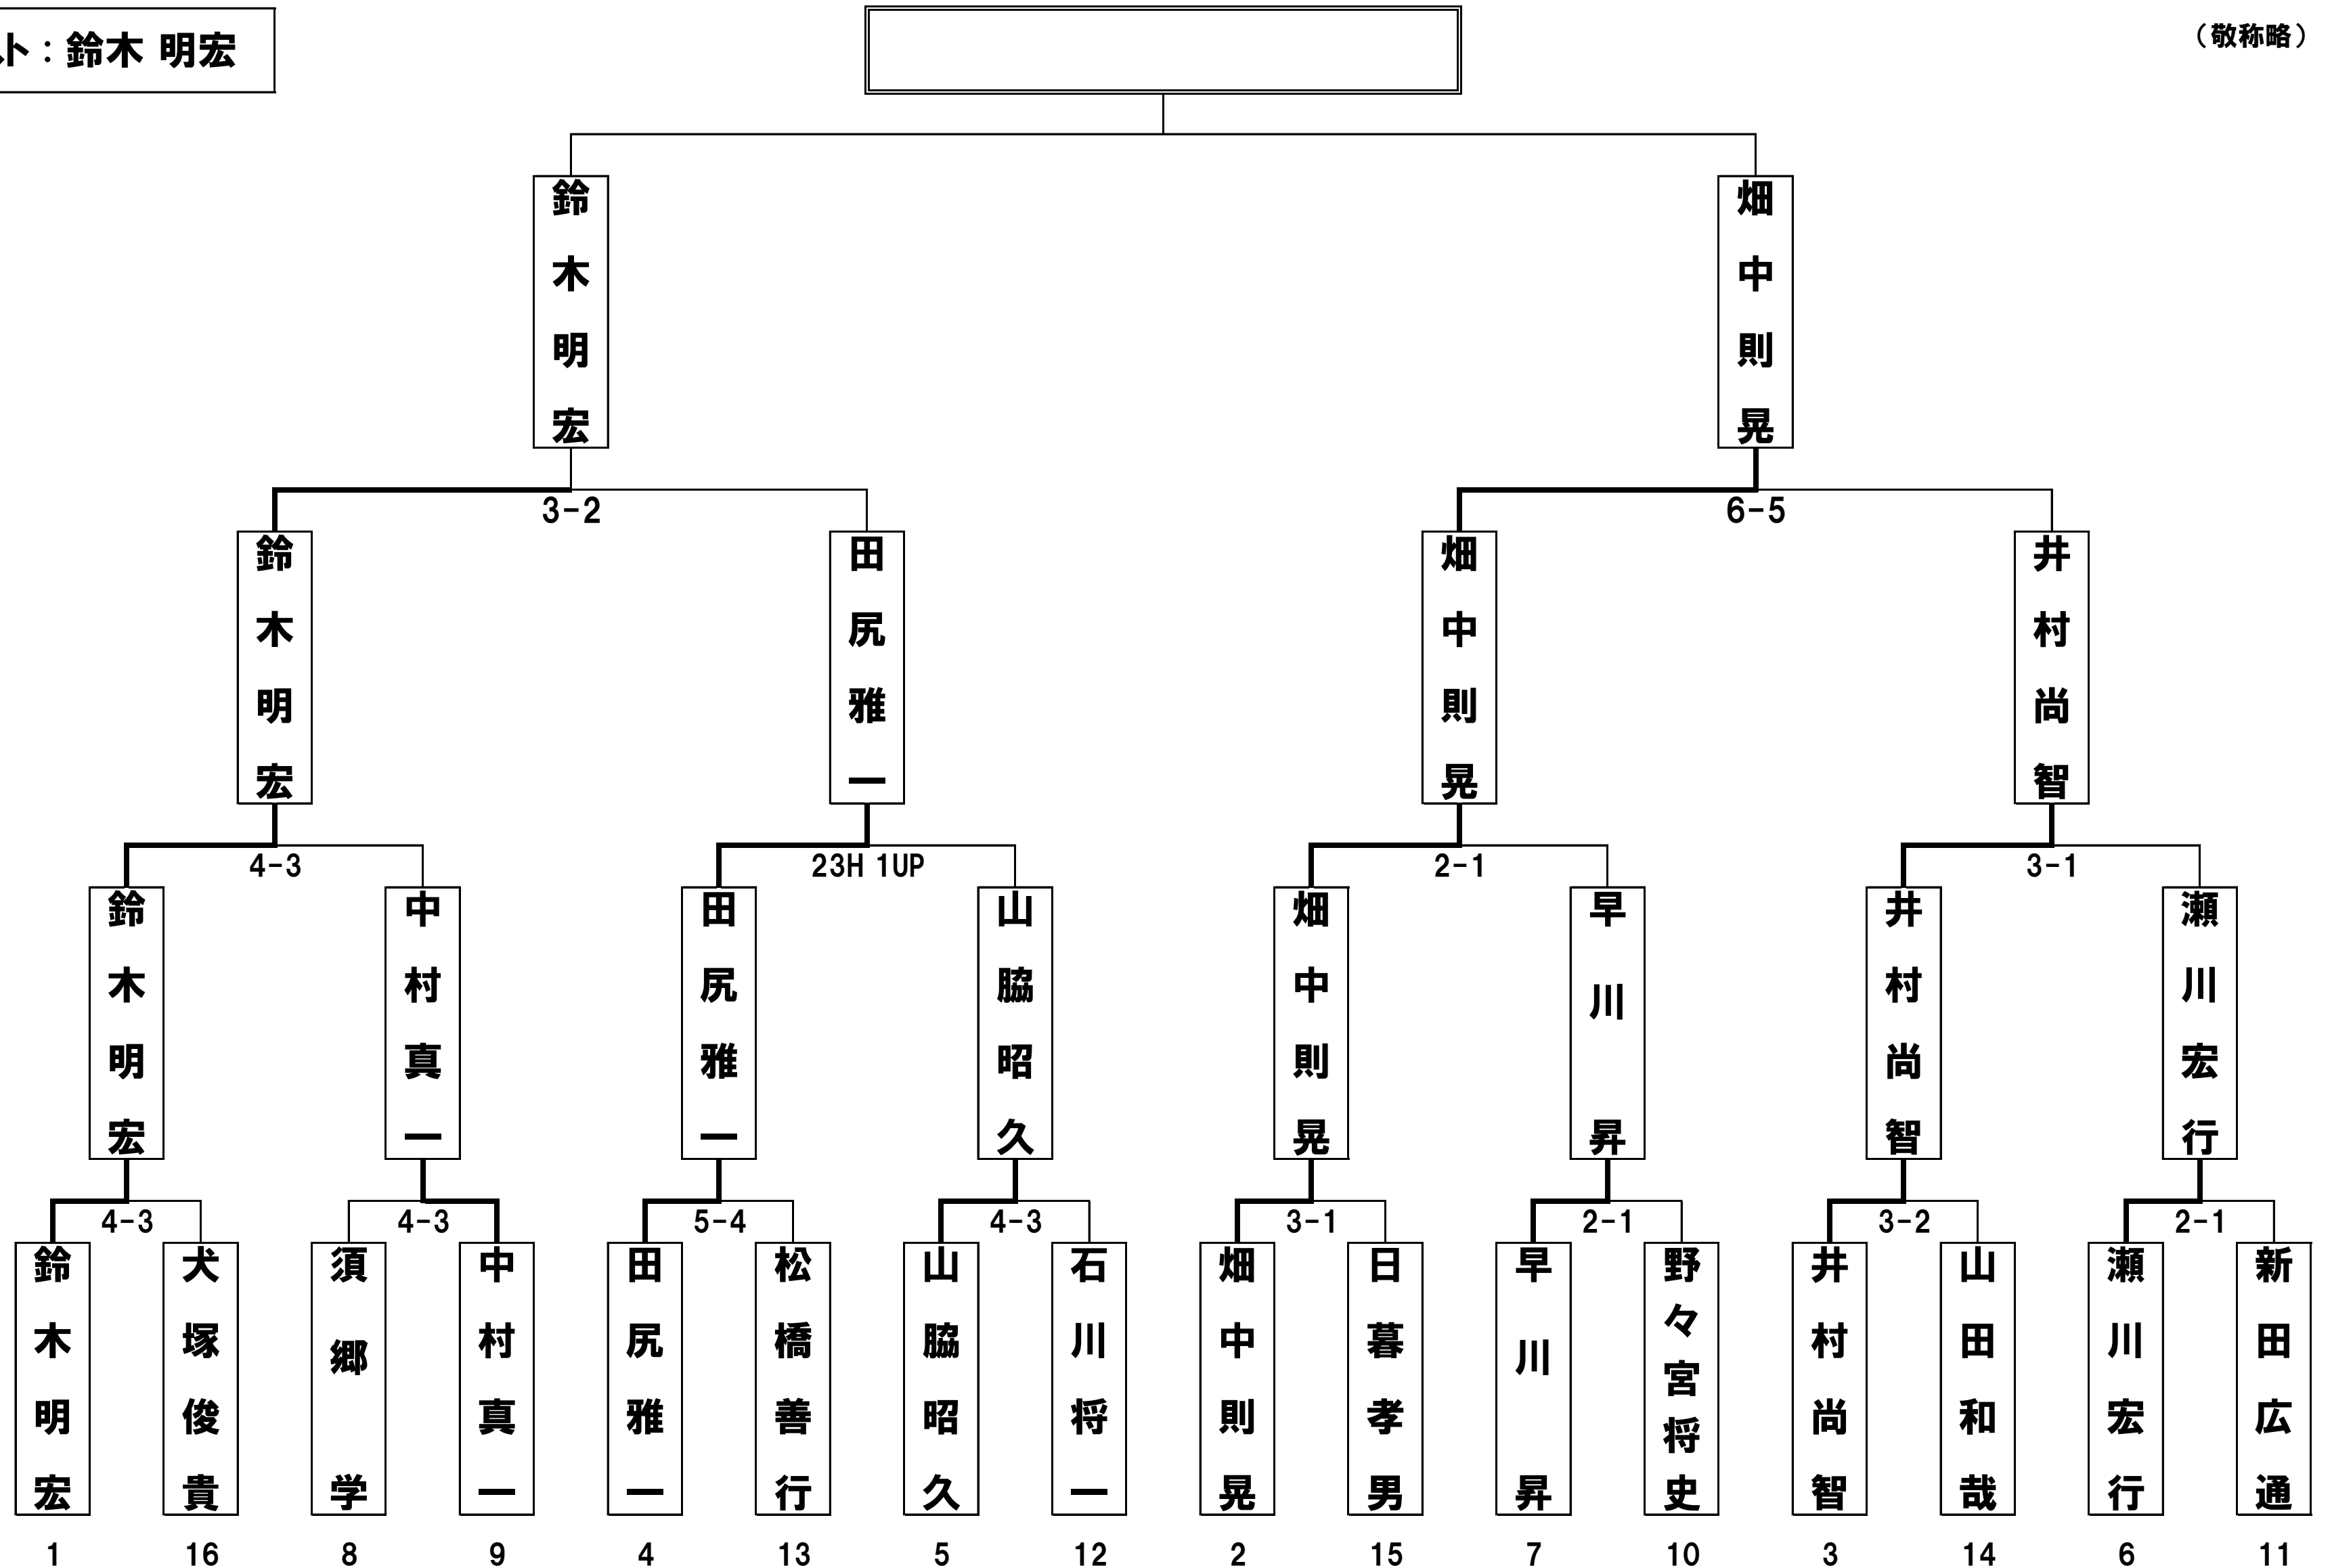 ト：鈴木 明宏
（敬称略）
鈴木明宏
畑中則晃
3-2
6-5
鈴木明宏
田尻雅一
畑中則晃
井村尚智
4-3
23H 1UP
2-1
3-1
鈴木明宏
中村真一
田尻雅一
山脇昭久
畑中則晃
早川昇
井村尚智
瀬川宏行
4-3
4-3
5-4
4-3
3-1
2-1
3-2
2-1
鈴木明宏
犬塚俊貴
須郷学
中村真一
田尻雅一
松橋善行
山脇昭久
石川将一
畑中則晃
日暮孝男
早川昇
野々宮将史
井村尚智
山田和哉
瀬川宏行
新田広通
1 16 8 9 4 13 5 12 2 15 7 10 3 14 6 11